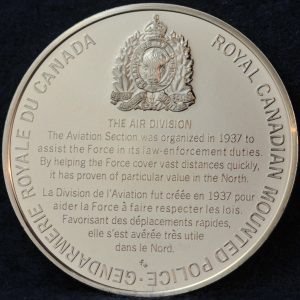 GENDARMERIE ROYALE DU CANADA
ROYAL CANADIAN MOUNTED POLICE
THE AIR DIVISION
The Aviation Section was organized in 1937 to
assist the Force in its law-enforcement duties.
By helping the Force cover vast distances quickly,
it has proven of particular value in the North.
La Division de l'Aviation fut créée en 1937 pour
aider la Force à faire respecter les lois.
Favorisant des déplacements rapides,
elle s'est avérée très utile
dans le Nord.